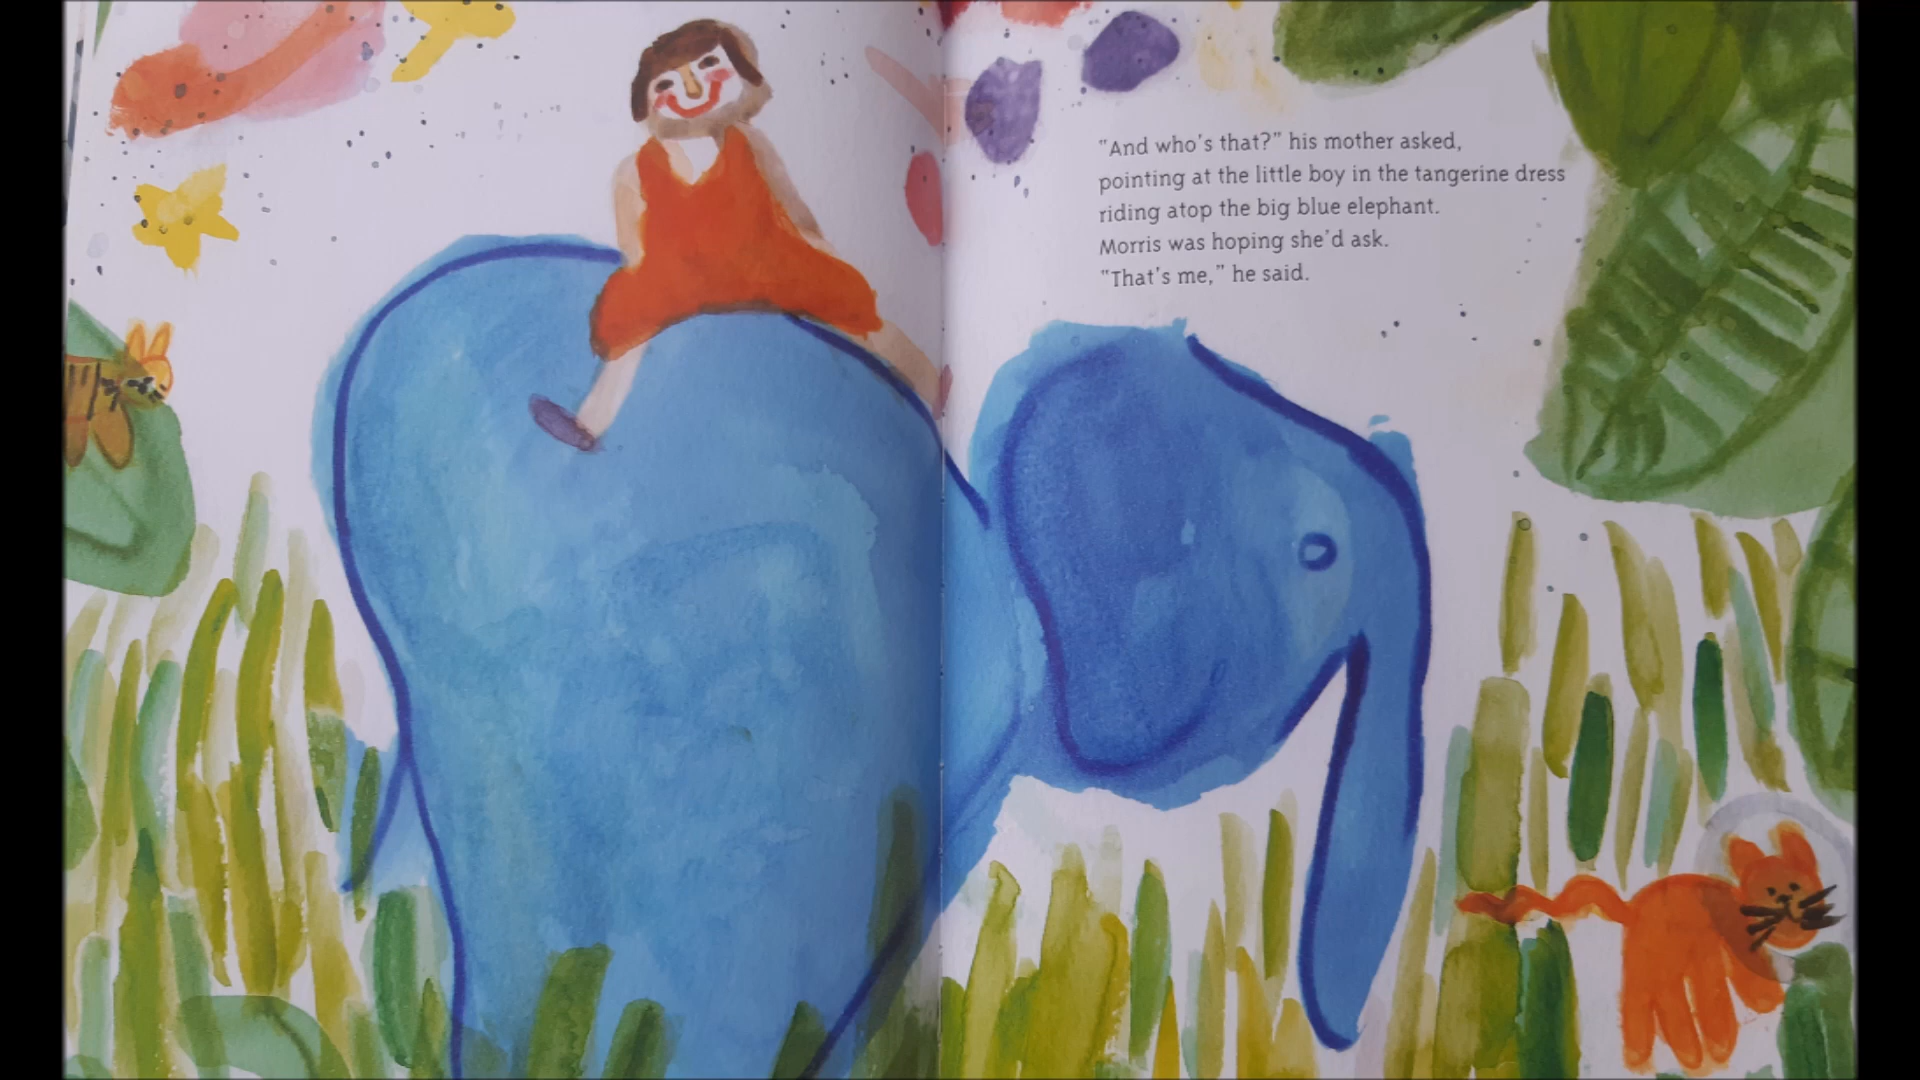 "And who's that?" his mother asked,
pointing at the little boy in the tangerine dress
riding atop the big blue elephant.
Morris was hoping she'd ask.
"That's me," he said.